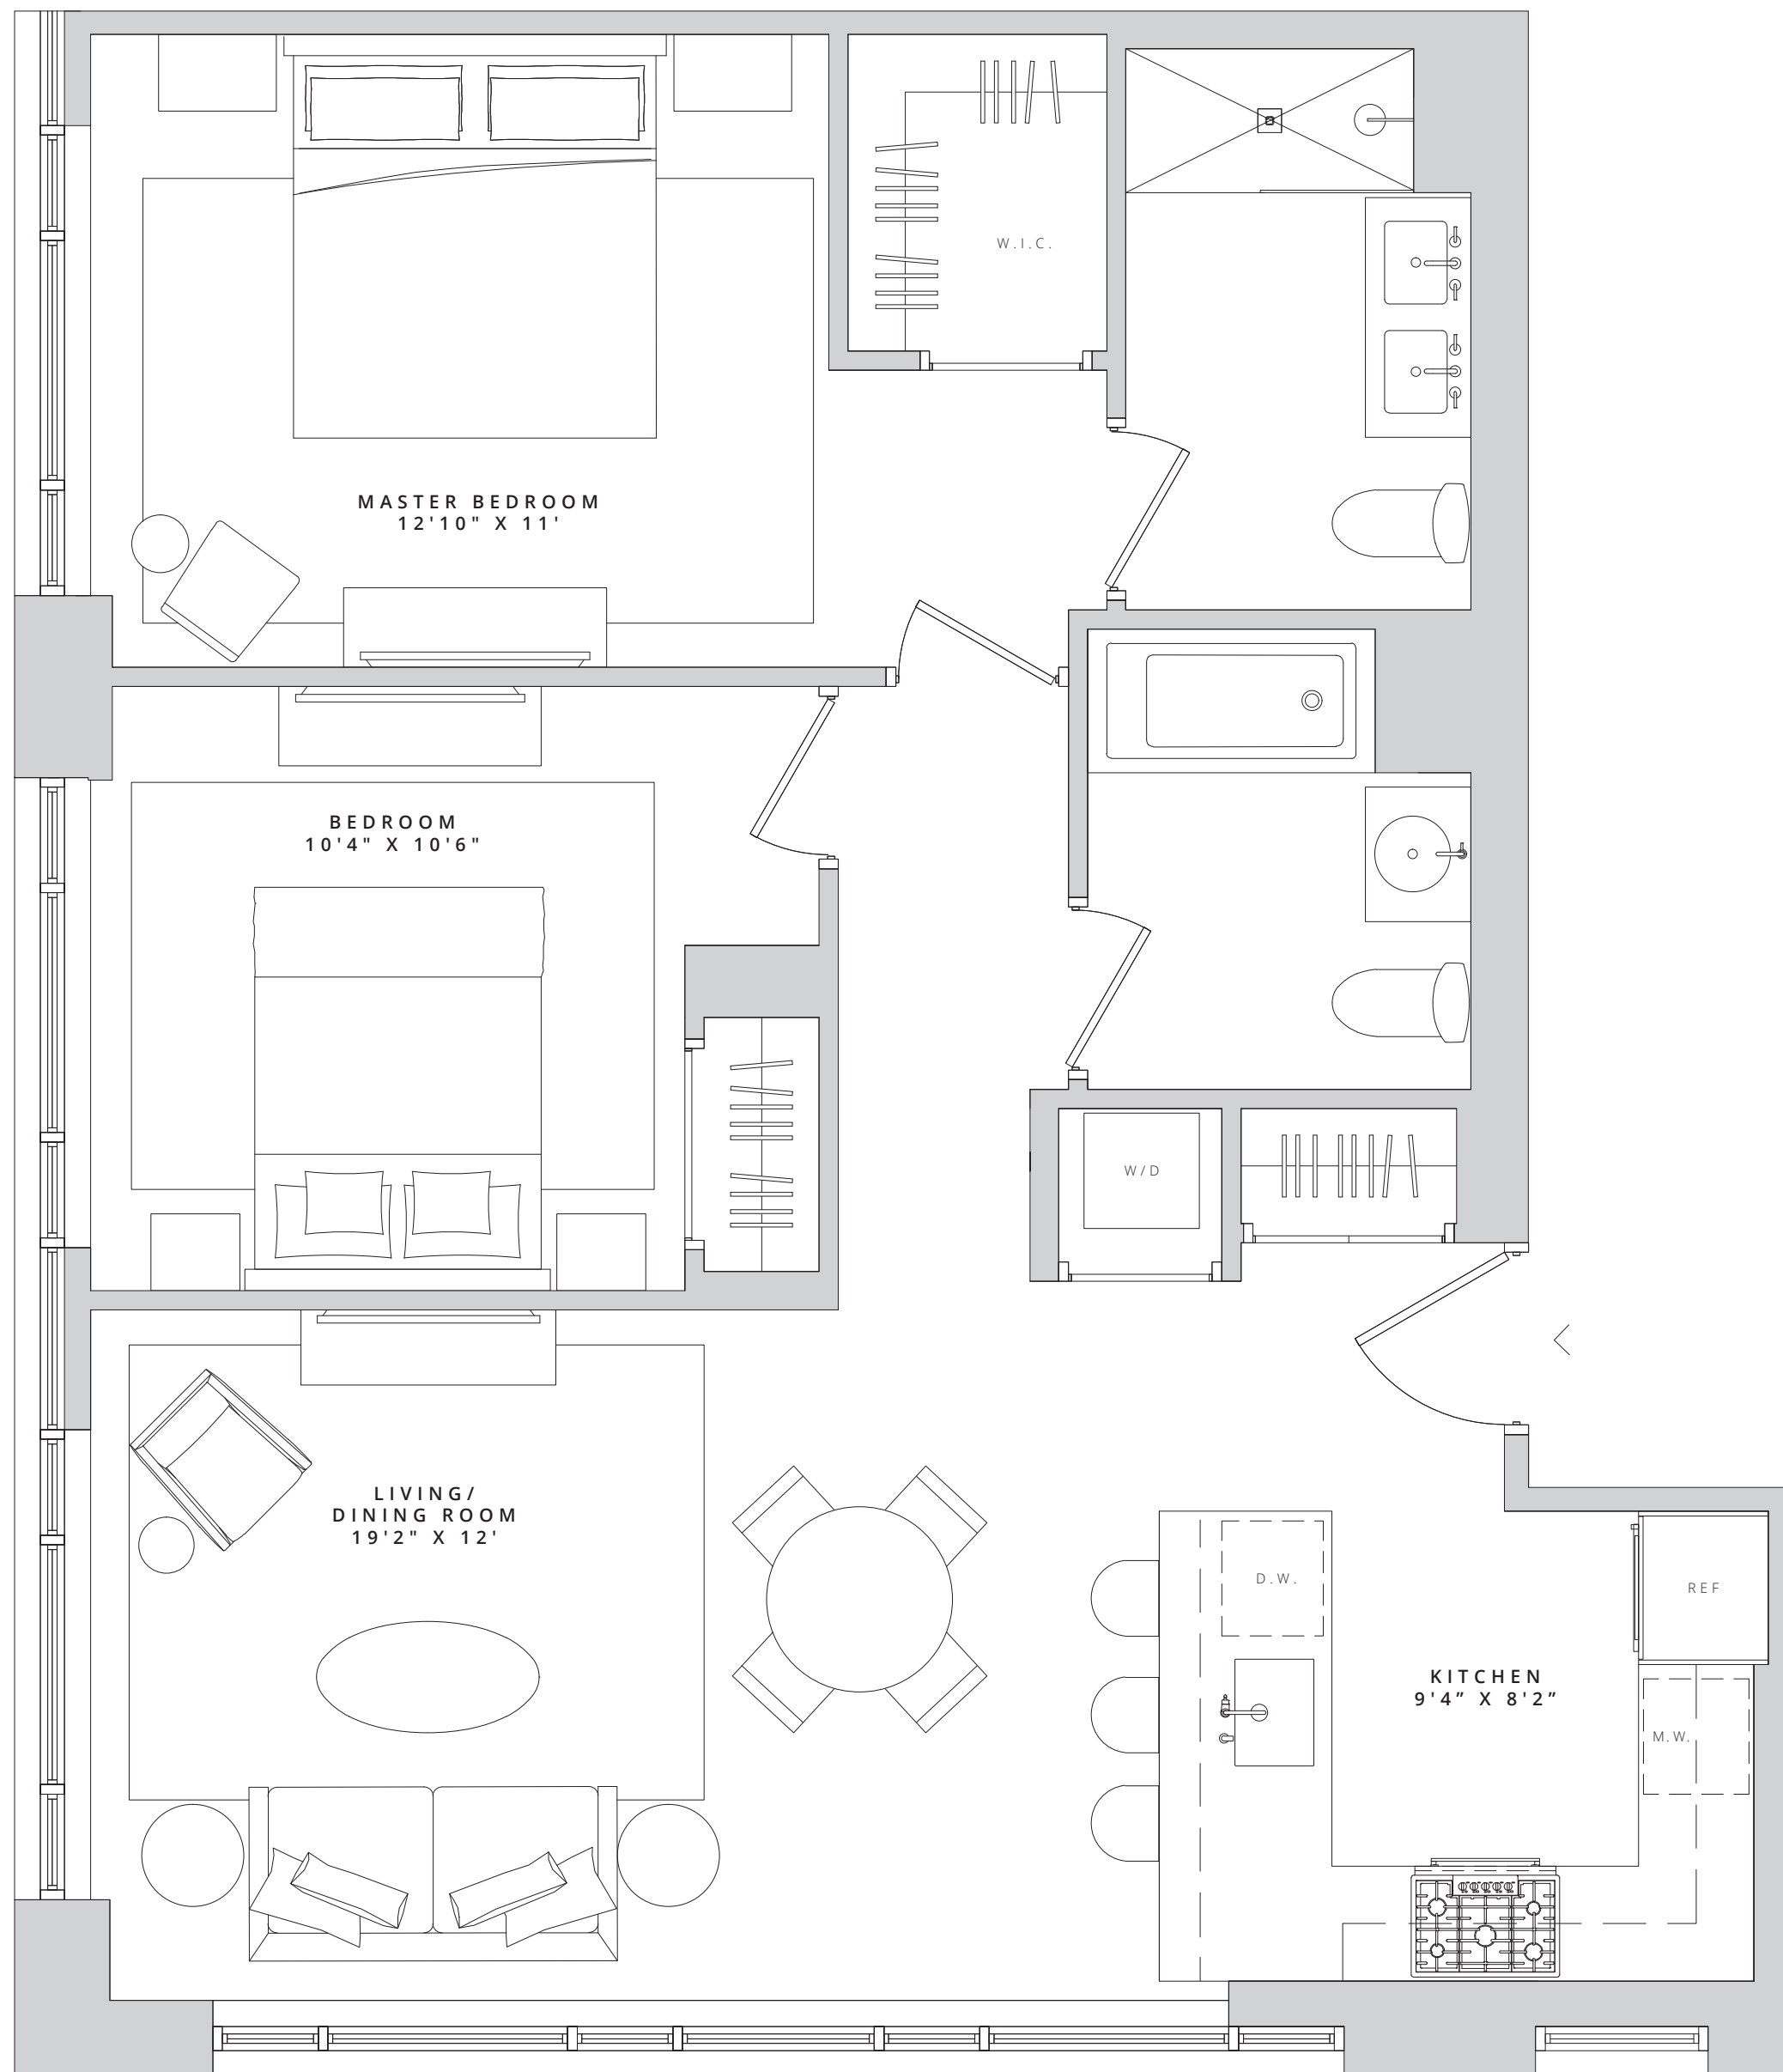 W.I.C.
MASTER BEDROOM
12'10" X 11'
BEDROOM
10'4" X 10'6"
W/D
LIVING/
DINING ROOM
19'2" X 12'
D.W.
REF
KITCHEN
9'4” X 8'2”
M.W.